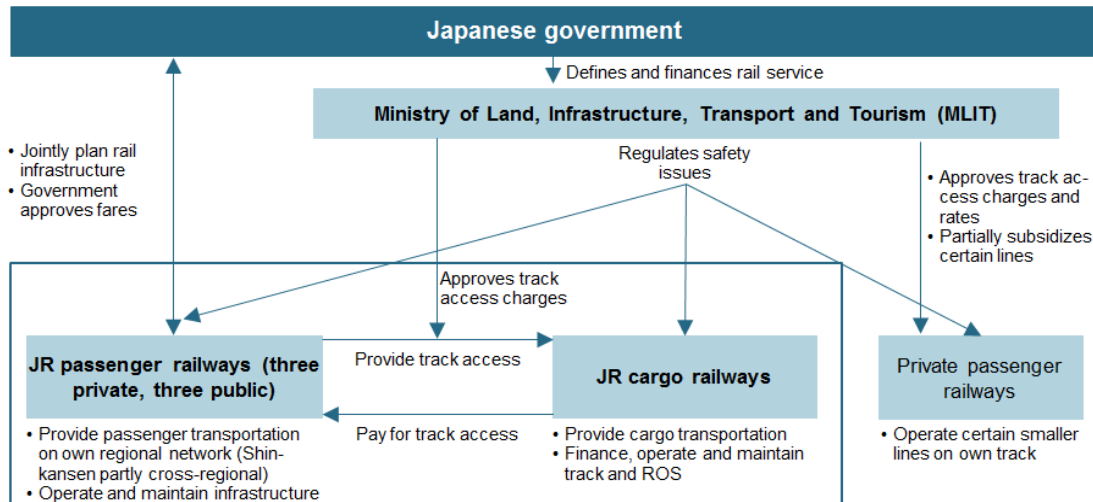 Japanese government
Defines and finances rail service
Ministry of Land, Infrastructure, Transport and Tourism (MLIT)
• Jointly plan rail
infrastructure
• Government
approves fares
Regulates safety
issues
• Approves track ac-
cess charges and
rates
• Partially subsidizes
certain lines
Approves track
access charges
JR passenger railways (three
private, three public)
Provide track access
JR cargo railways
Private passenger
railways
Pay for track access
• Provide passenger transportation
on own regional network (Shin-
kansen partly cross-regional)
• Operate and maintain infrastructure
• Provide cargo transportation
• Finance, operate and maintain
track and ROS
• Operate certain smaller
lines on own track